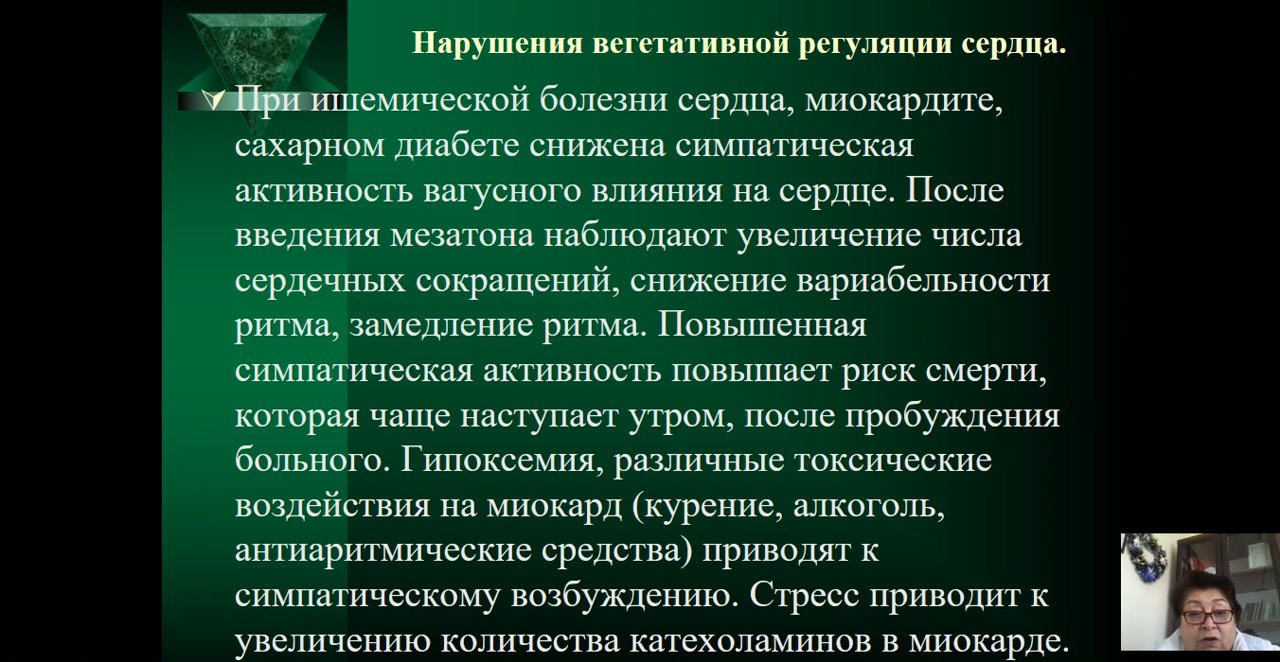 Нарушения вегетативной регуляции сердца.
При ишемической болезни сердца, миокардите,
сахарном диабете снижена симпатическая
активность вагусного влияния на сердце. После
введения мезатона наблюдают увеличение числа
сердечных сокращений, снижение вариабельности
ритма, замедление ритма. Повышенная
симпатическая активность повышает риск смерти,
которая чаще наступает утром, после пробуждения
больного. Гипоксемия, различные токсические
воздействия на миокард (курение, алкоголь,
антиаритмические средства) приводят к
симпатическому возбуждению. Стресс приводит к
увеличению количества катехоламинов в миокарде.